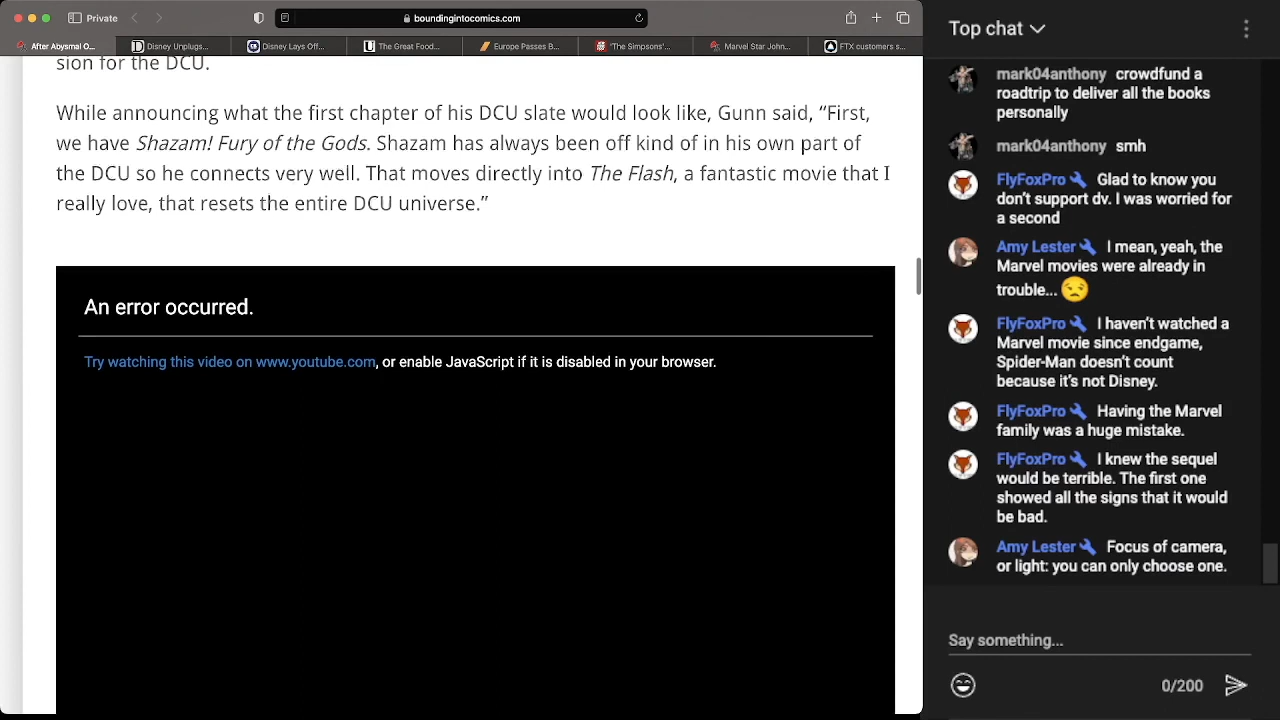 Private
boundingintocomics.com
After Abysmal O...
Disney Unplugs...
Disney Lays Off...
The Great Food...
Europe Passes B...
'The Simpsons'...
Marvel Star John...
FTX customers s...
sion for the DCU.
While announcing what the first chapter of his DCU slate would look like, Gunn said, “First,
we have Shazam! Fury of the Gods. Shazam has always been off kind of in his own part of
the DCU so he connects very well. That moves directly into The Flash, a fantastic movie that I
really love, that resets the entire DCU universe.”
An error occurred.
Try watching this video on www.youtube.com, or enable JavaScript if it is disabled in your browser.
Top chat
mark04anthony crowdfund a
roadtrip to deliver all the books
personally
mark04anthony smh
FlyFoxPro Glad to know you
don’t support dv. I was worried for
a second
Amy Lester I mean, yeah, the
Marvel movies were already in
trouble...
FlyFoxPro I haven’t watched a
Marvel movie since endgame,
Spider-Man doesn’t count
because it’s not Disney.
FlyFoxPro Having the Marvel
family was a huge mistake.
FlyFoxPro I knew the sequel
would be terrible. The first one
showed all the signs that it would
be bad.
Amy Lester Focus of camera,
or light: you can only choose one.
Say something...
0/200